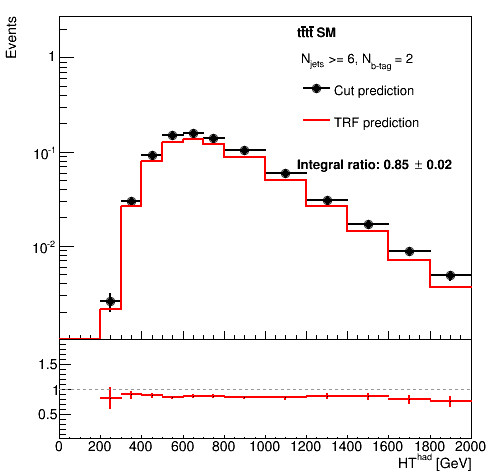 Events
tt̄tt̄ SM
N_jets >= 6, N_b-tag = 2
Cut prediction
TRF prediction
Integral ratio: 0.85 ± 0.02
1
10^-1
10^-2
1.5
1
0.5
0 200 400 600 800 1000 1200 1400 1600 1800 2000
HT^had [GeV]